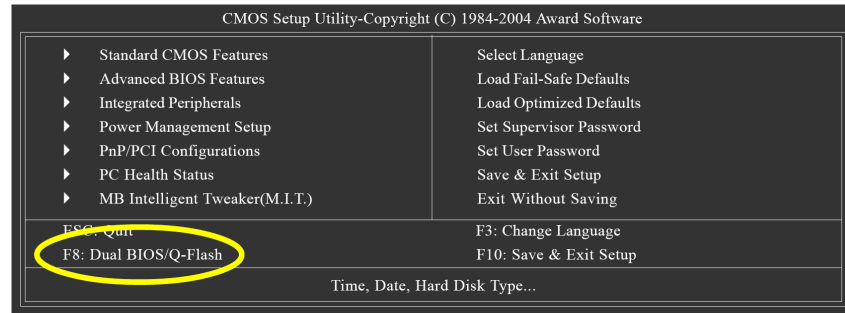 CMOS Setup Utility-Copyright (C) 1984-2004 Award Software
Standard CMOS Features
Advanced BIOS Features
Integrated Peripherals
Power Management Setup
PnP/PCI Configurations
PC Health Status
MB Intelligent Tweaker(M.I.T.)
Select Language
Load Fail-Safe Defaults
Load Optimized Defaults
Set Supervisor Password
Set User Password
Save & Exit Setup
Exit Without Saving
ESC: Quit
F8: Dual BIOS/Q-Flash
F3: Change Language
F10: Save & Exit Setup
Time, Date, Hard Disk Type...